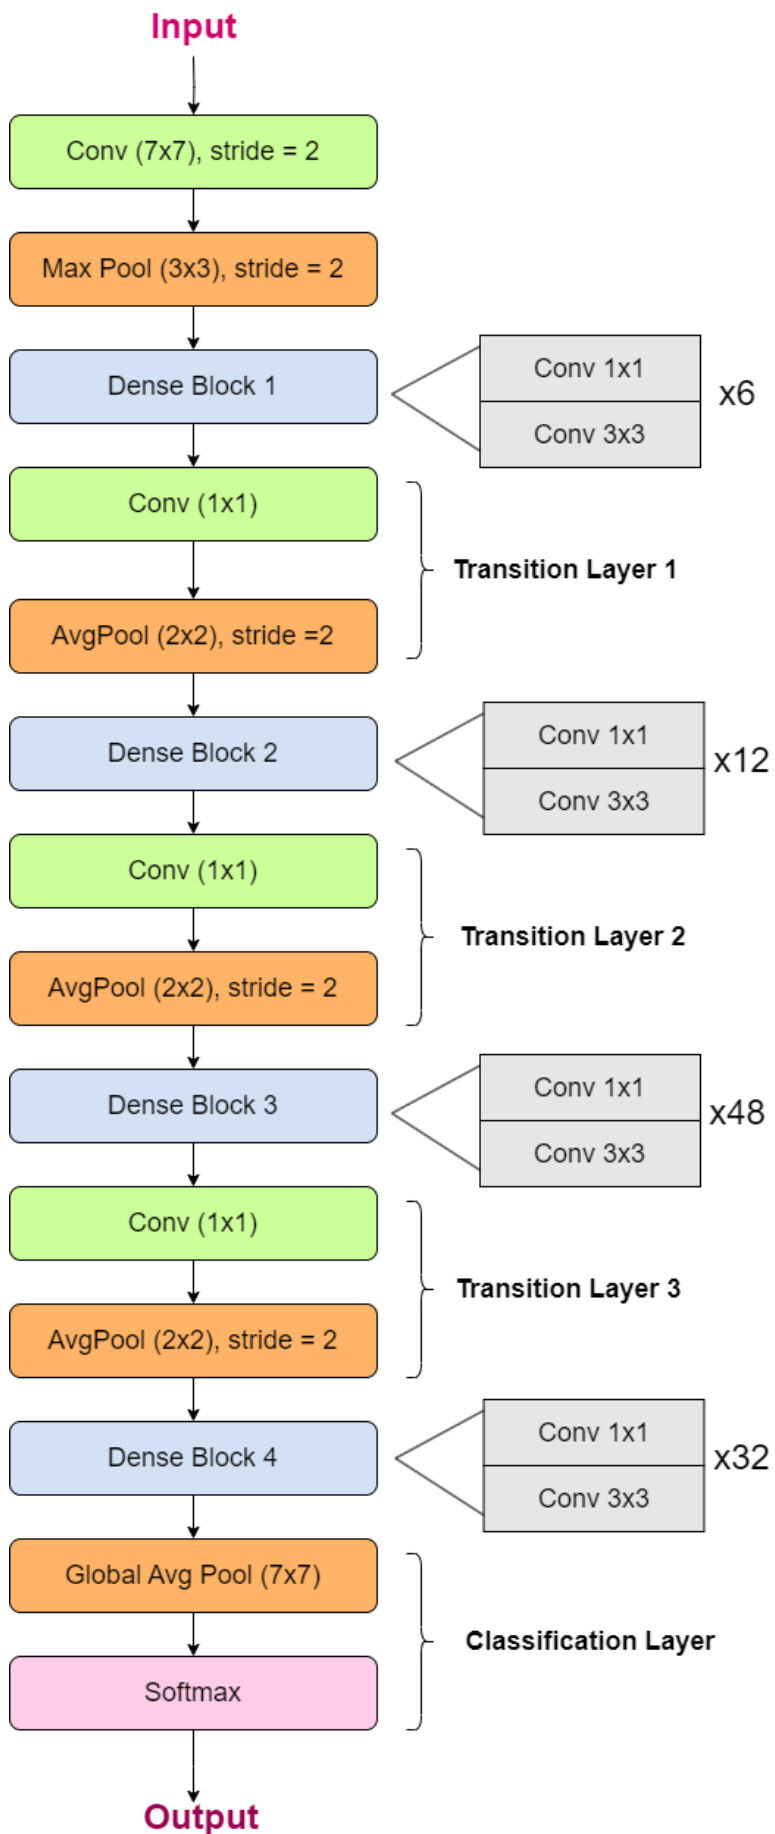 Input
Conv (7x7), stride = 2
Max Pool (3x3), stride = 2
Dense Block 1
Conv 1x1
Conv 3x3
x6
Conv (1x1)
Transition Layer 1
AvgPool (2x2), stride =2
Dense Block 2
Conv 1x1
Conv 3x3
x12
Conv (1x1)
Transition Layer 2
AvgPool (2x2), stride = 2
Dense Block 3
Conv 1x1
Conv 3x3
x48
Conv (1x1)
Transition Layer 3
AvgPool (2x2), stride = 2
Dense Block 4
Conv 1x1
Conv 3x3
x32
Global Avg Pool (7x7)
Classification Layer
Softmax
Output